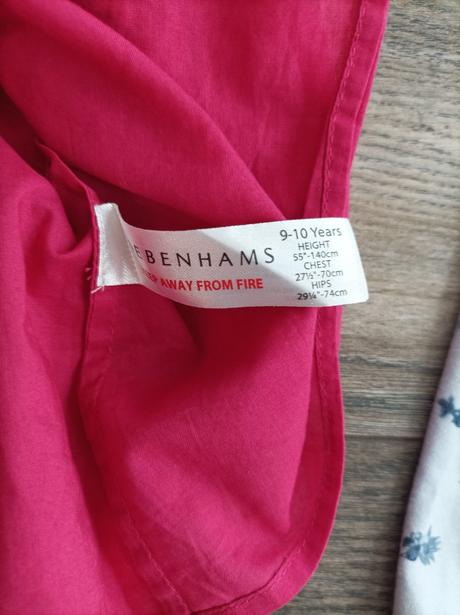 EBENHAMS
EP AWAY FROM FIRE
9-10 Years
HEIGHT
55"-140cm
CHEST
27½"-70cm
HIPS
29¼"-74cm